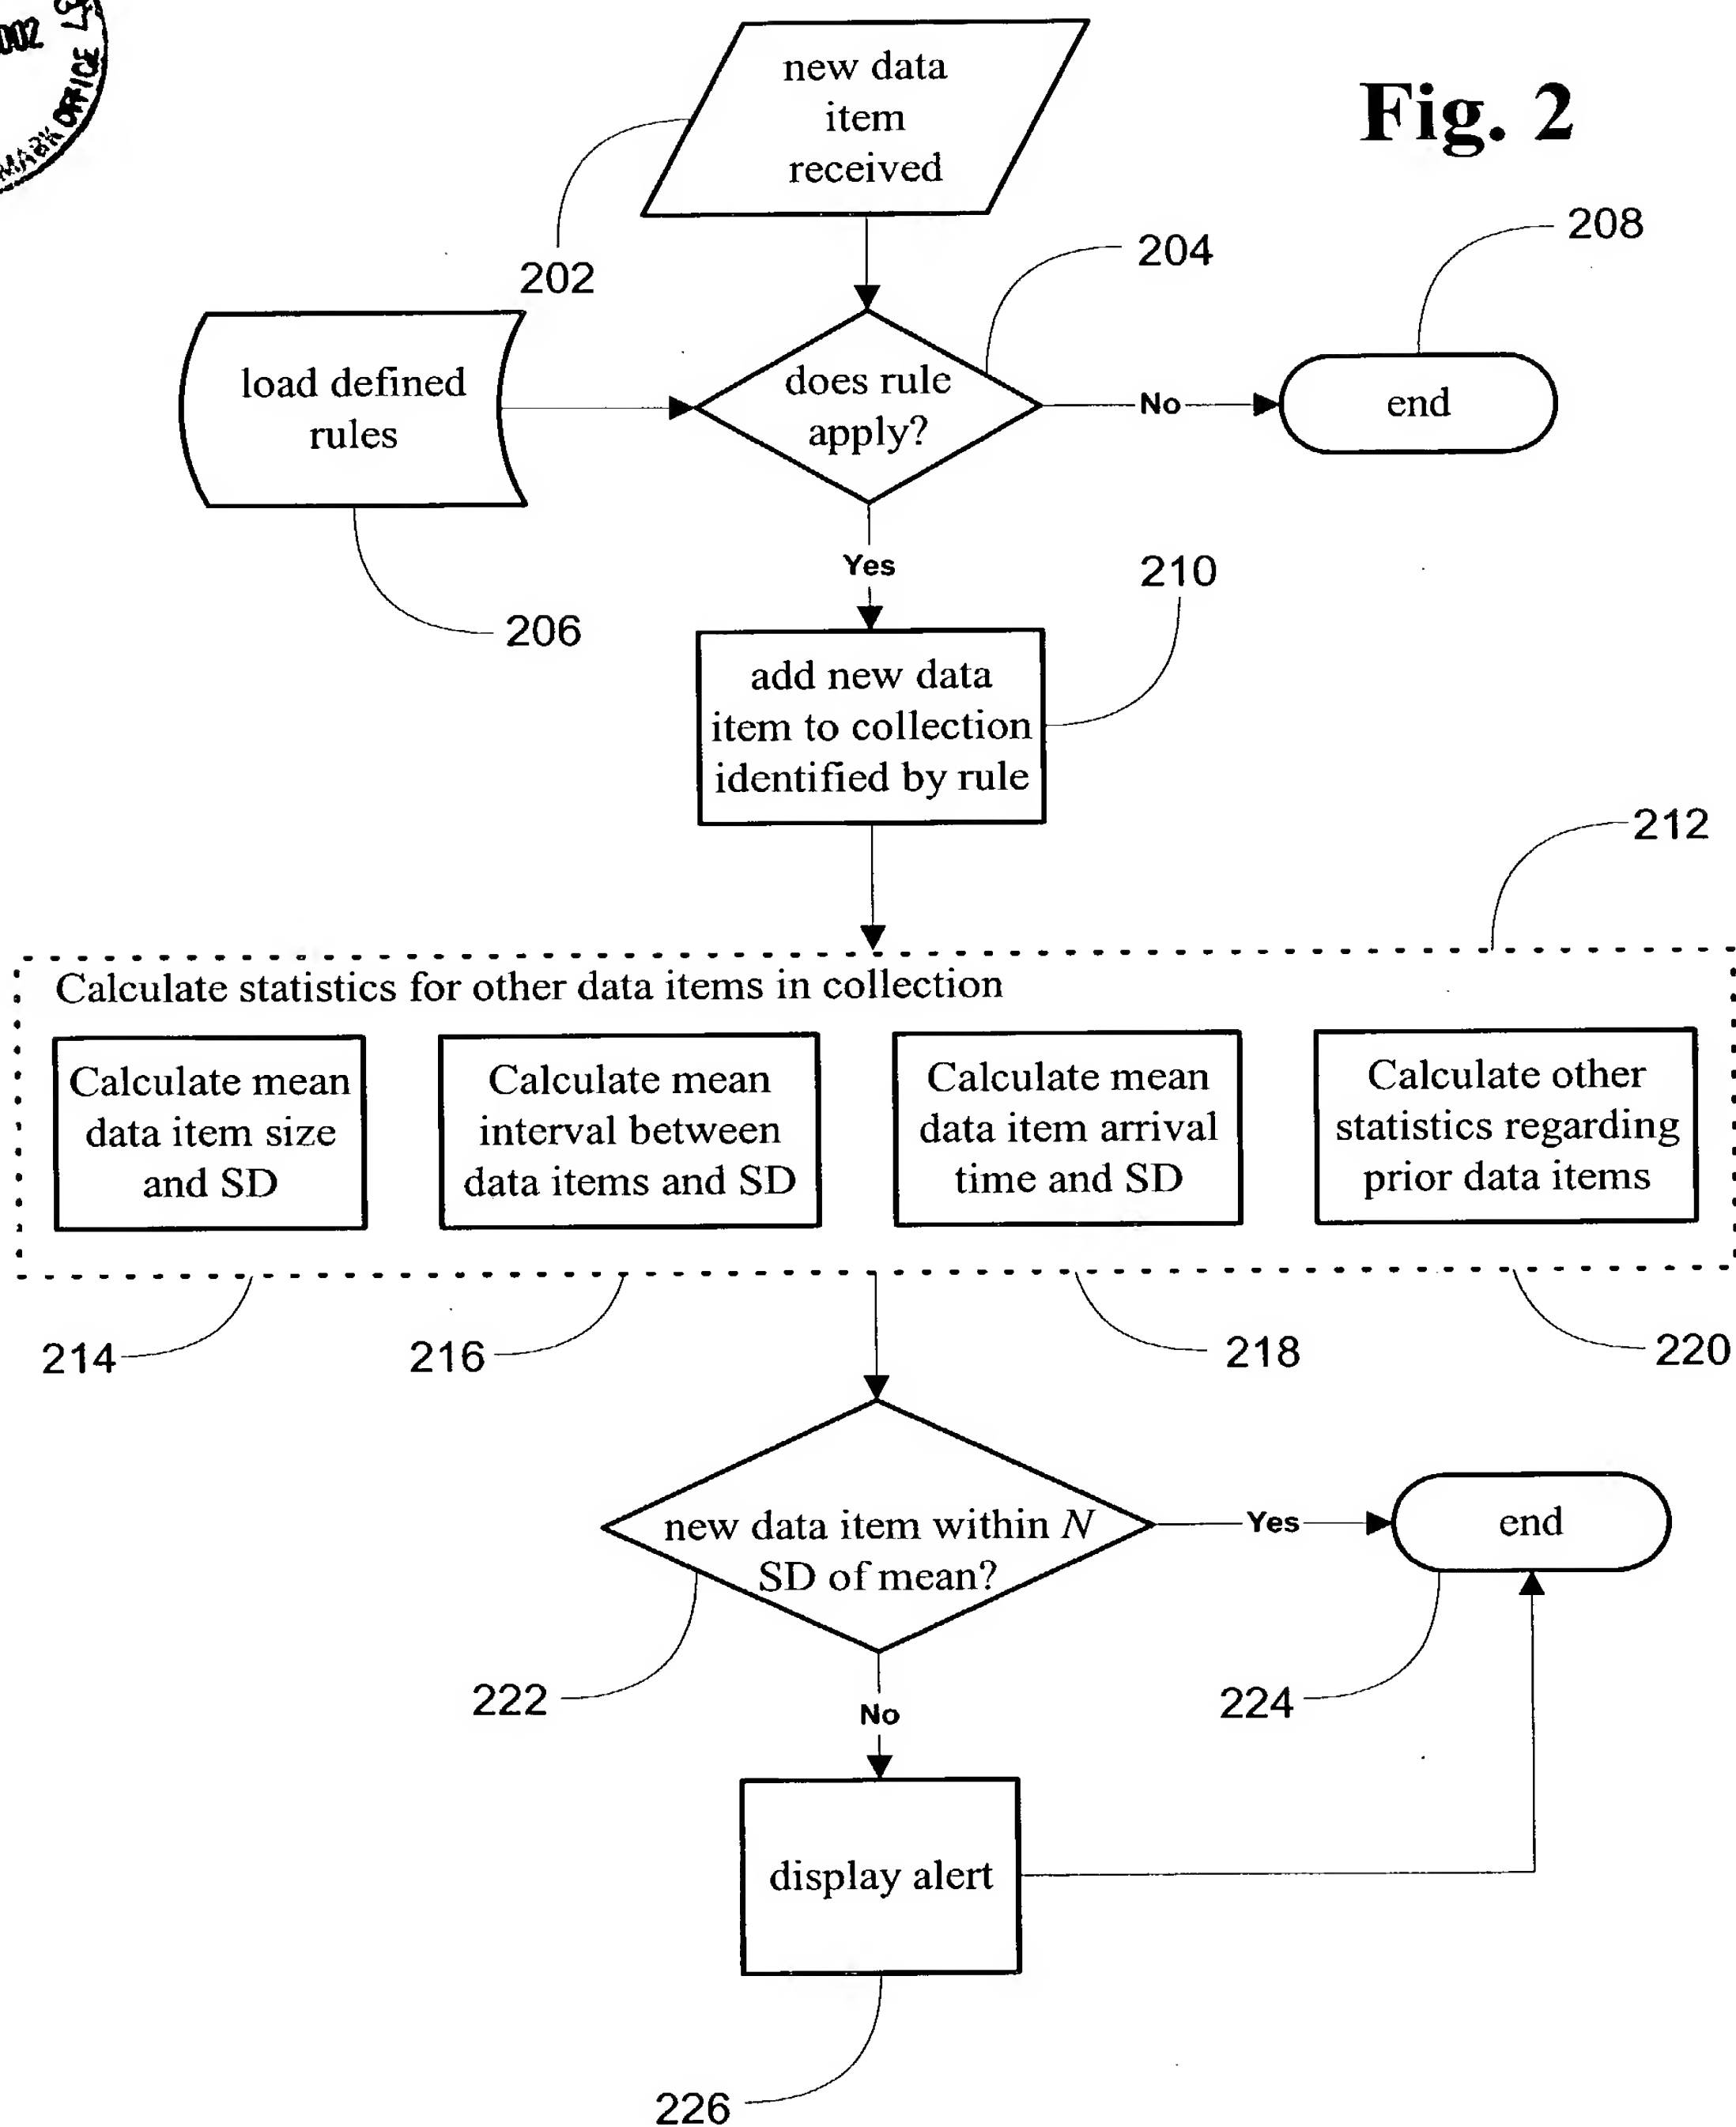 002
MARK OFFICE
Fig. 2
new data
item
received
202
204
208
load defined
rules
does rule
apply?
No
end
206
Yes
210
add new data
item to collection
identified by rule
212
Calculate statistics for other data items in collection
Calculate mean
data item size
and SD
Calculate mean
interval between
data items and SD
Calculate mean
data item arrival
time and SD
Calculate other
statistics regarding
prior data items
214
216
218
220
new data item within N
SD of mean?
Yes
end
222
No
224
display alert
226